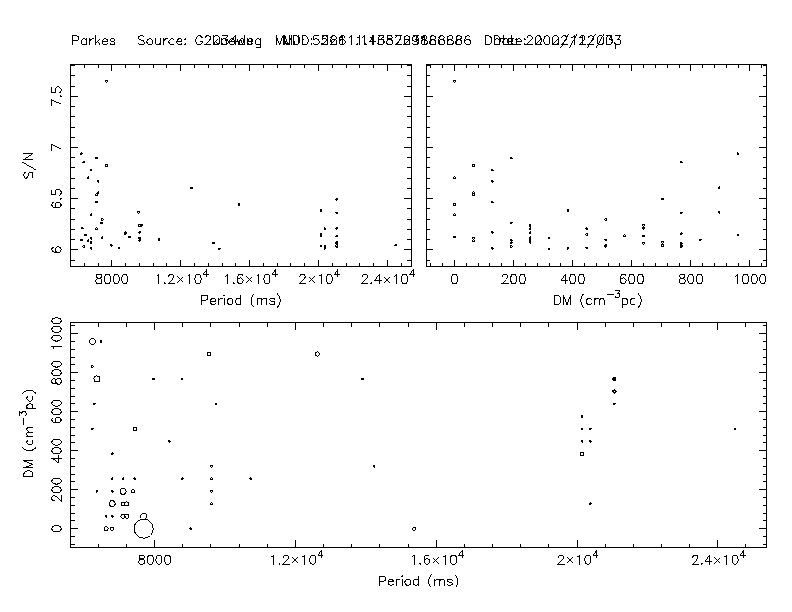 Parkes Source:
S/N
7.5
7
6.5
6
8000 1.2×10⁴ 1.6×10⁴ 2×10⁴ 2.4×10⁴
Period (ms)
0 200 400 600 800 1000
DM (cm⁻³pc)
DM (cm⁻³pc)
1000
800
600
400
200
0
8000 1.2×10⁴ 1.6×10⁴ 2×10⁴ 2.4×10⁴
Period (ms)